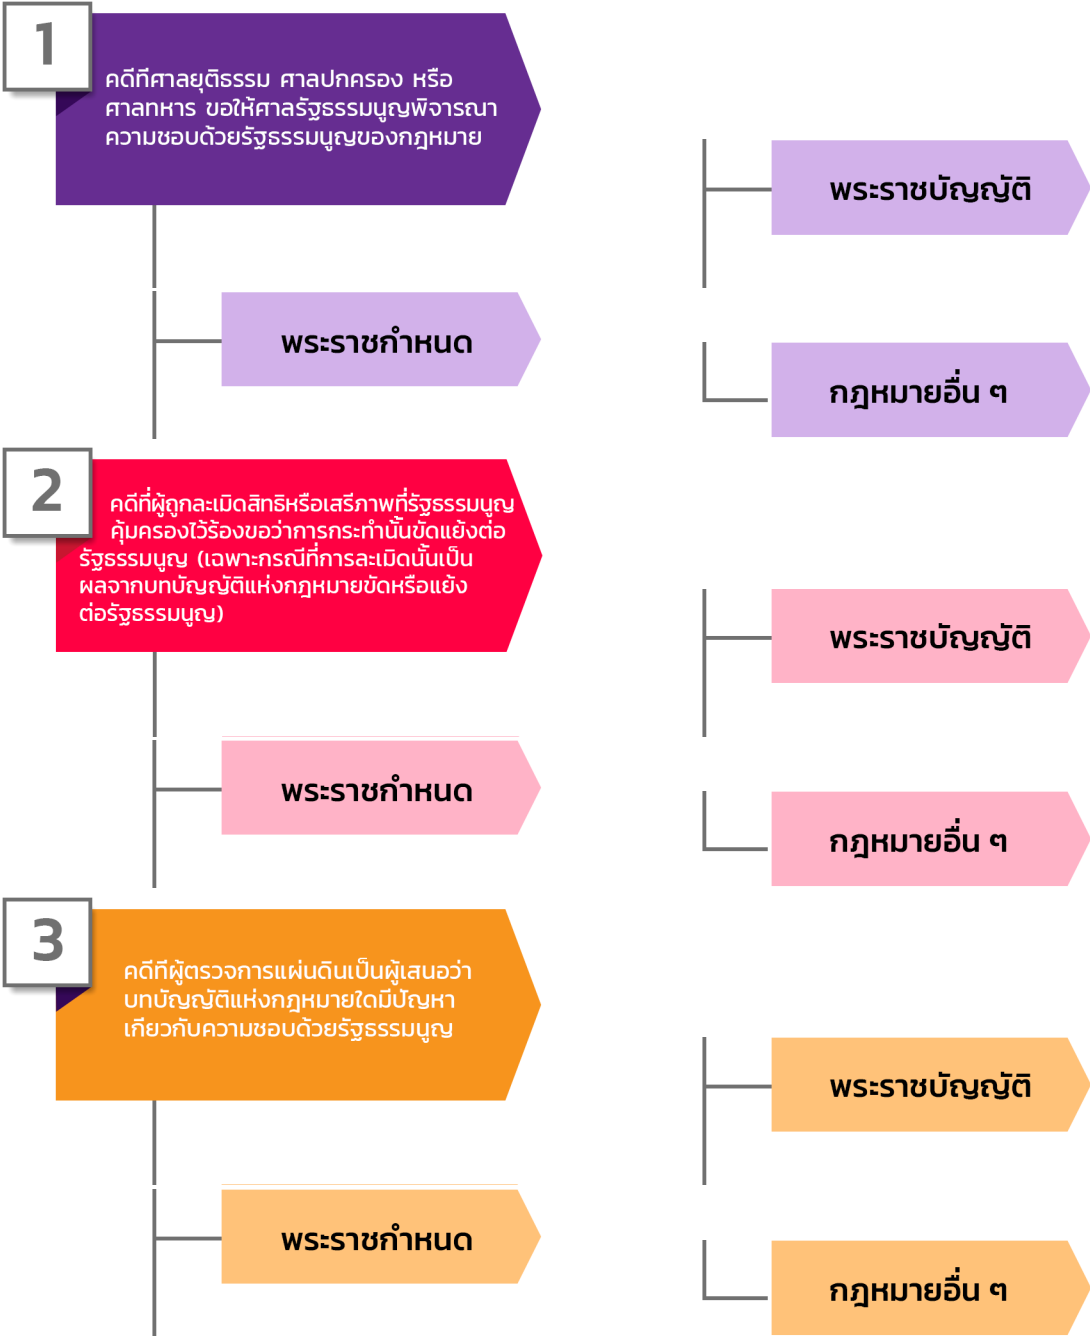 1
คดีทีศาลยุติธรรม ศาลปกครอง หรือ
ศาลทหาร ขอให้ศาลรัฐธรรมนูญพิจารณา
ความชอบด้วยรัฐธรรมนูญของกฎหมาย
พระราชบัญญัติ
พระราชกำหนด
กฎหมายอื่น ๆ
2
คดีที่ผู้ถูกละเมิดสิทธิหรือเสรีภาพที่รัฐธรรมนูญ
คุ้มครองไว้ร้องขอว่าการกระทำนั้นขัดแย้งต่อ
รัฐธรรมนูญ (เฉพาะกรณีที่การละเมิดนั้นเป็น
ผลจากบทบัญญัติแห่งกฎหมายขัดหรือแย้ง
ต่อรัฐธรรมนูญ)
พระราชบัญญัติ
พระราชกำหนด
กฎหมายอื่น ๆ
3
คดีทีผู้ตรวจการแผ่นดินเป็นผู้เสนอว่า
บทบัญญัติแห่งกฎหมายใดมีปัญหา
เกียวกับความชอบด้วยรัฐธรรมนูญ
พระราชบัญญัติ
พระราชกำหนด
กฎหมายอื่น ๆ